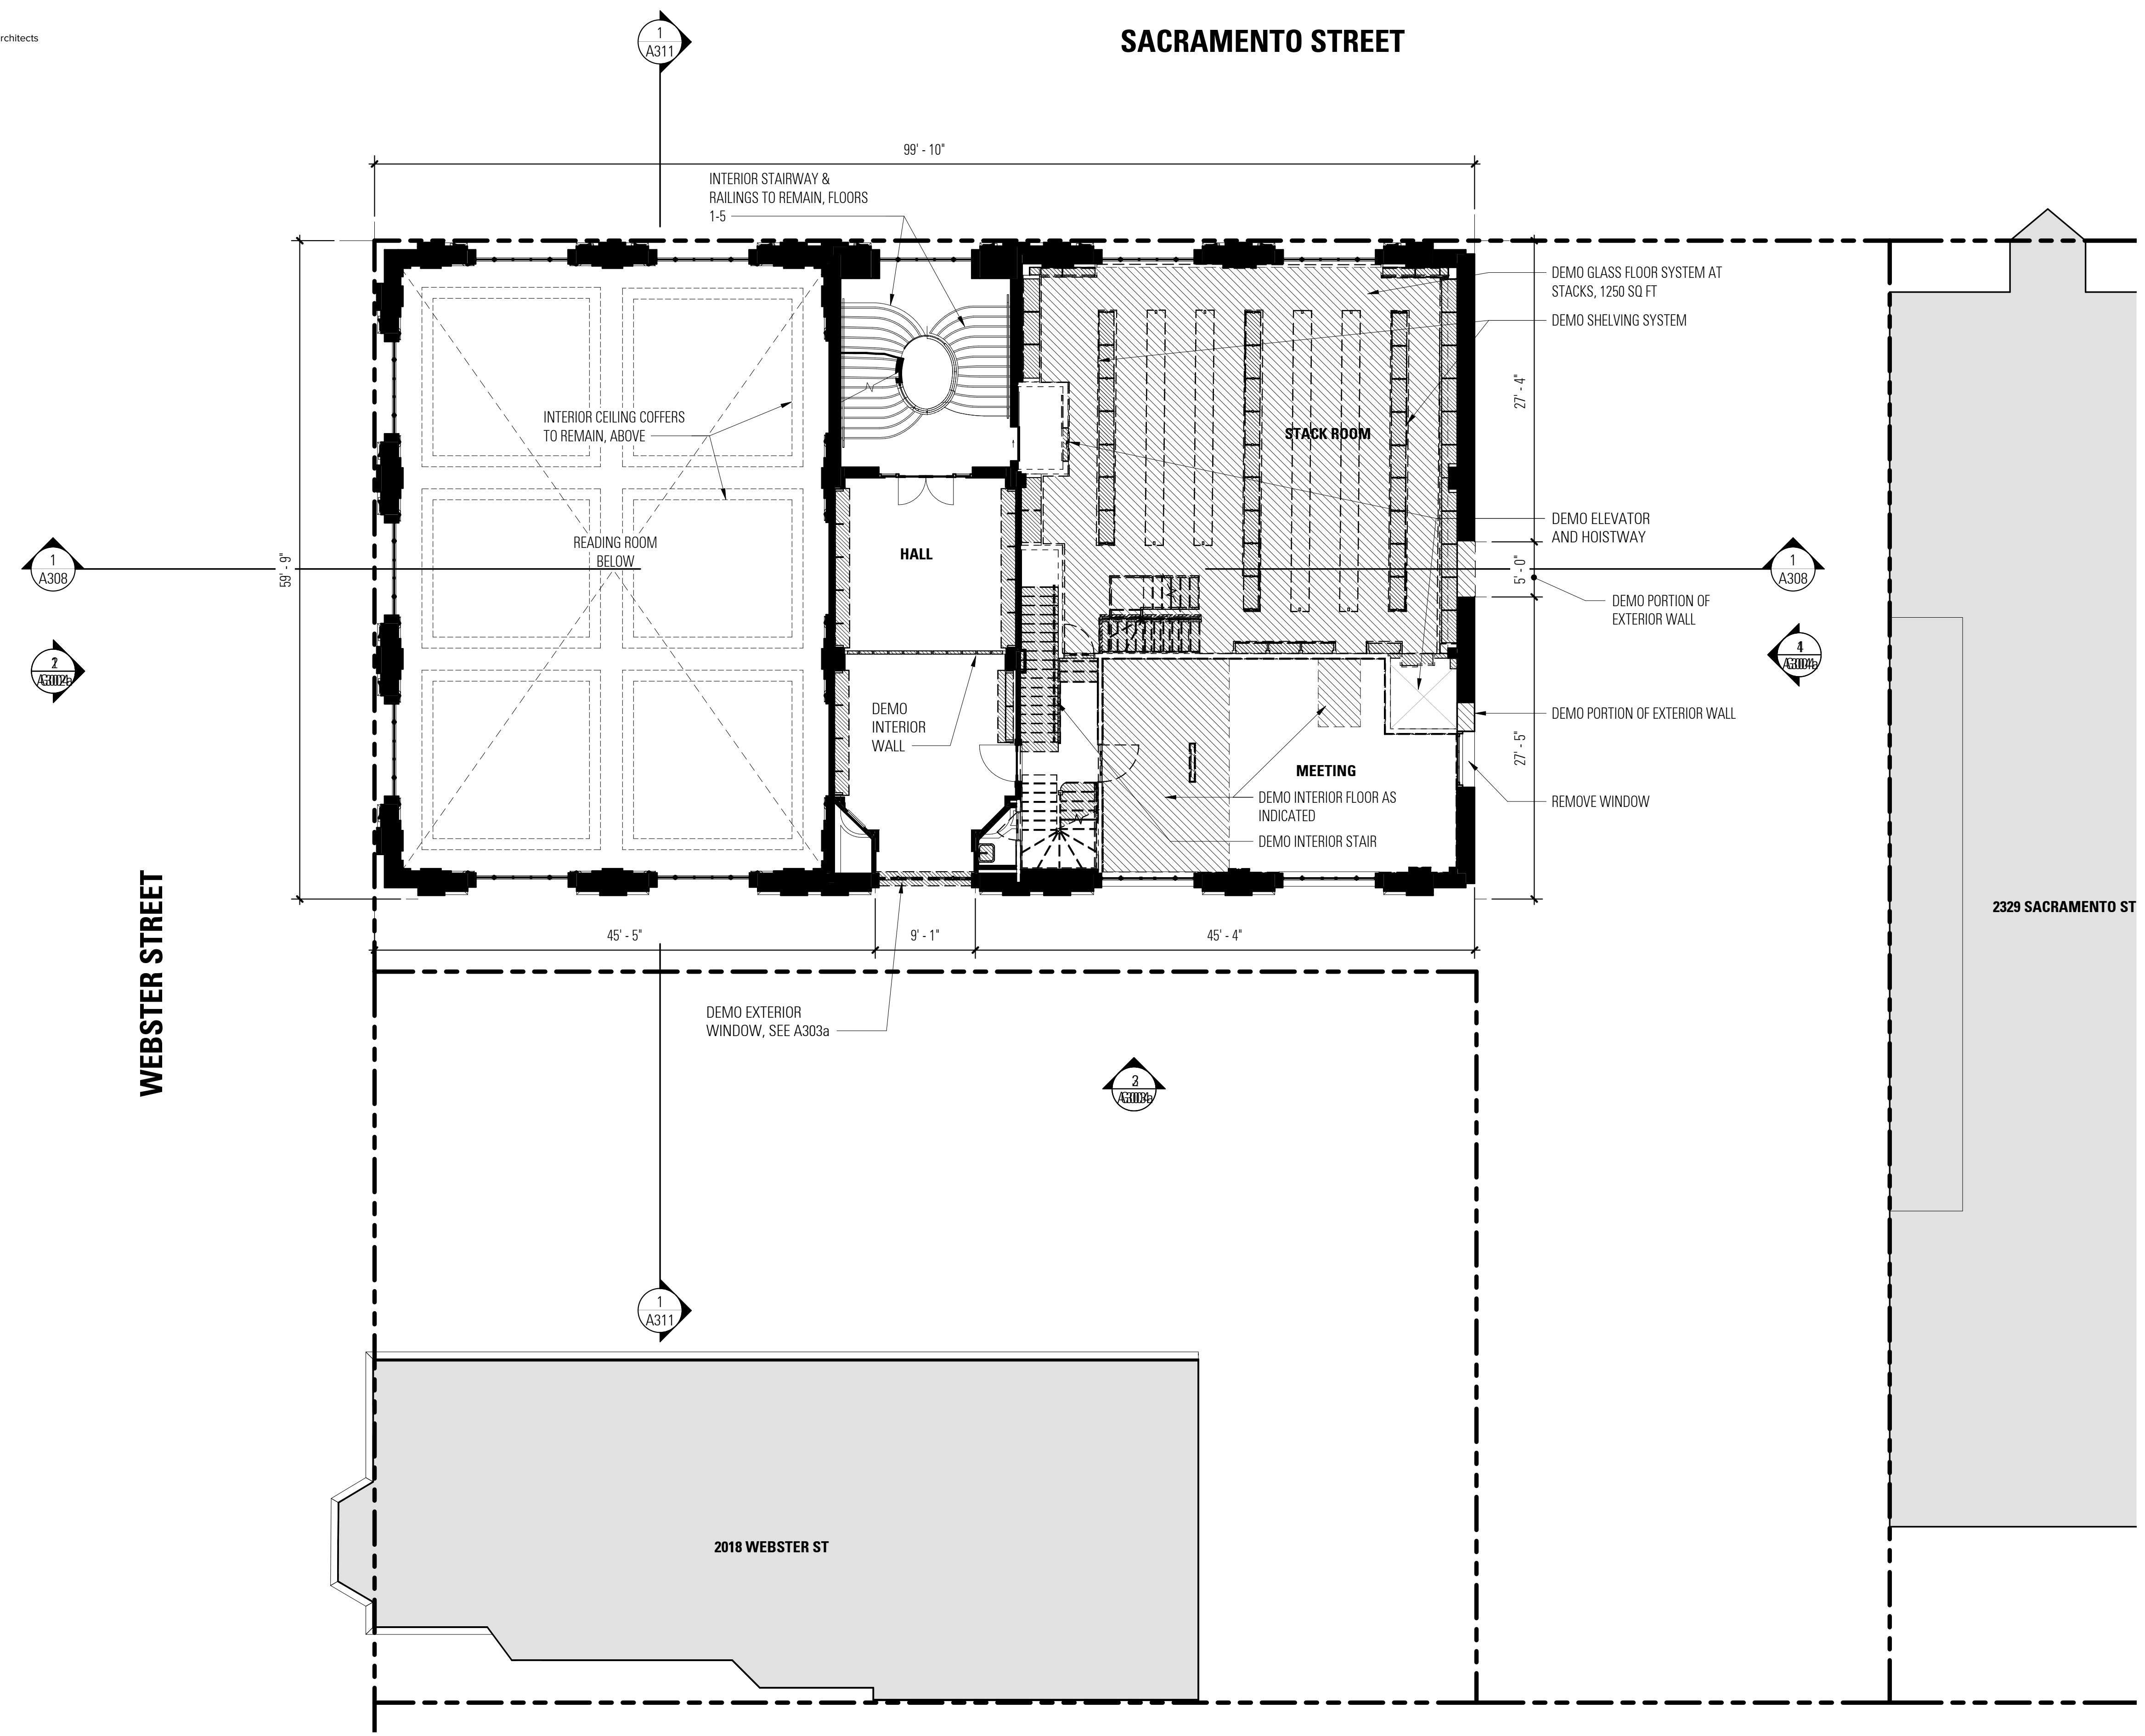 rchitects
1
A311
SACRAMENTO STREET
99' - 10"
INTERIOR STAIRWAY &
RAILINGS TO REMAIN, FLOORS
1-5
DEMO GLASS FLOOR SYSTEM AT
STACKS, 1250 SQ FT
DEMO SHELVING SYSTEM
27' - 4"
INTERIOR CEILING COFFERS
TO REMAIN, ABOVE
STACK ROOM
DEMO ELEVATOR
AND HOISTWAY
READING ROOM
BELOW
HALL
1
A308
59' - 9"
5' - 0"
1
A308
DEMO PORTION OF
EXTERIOR WALL
DEMO
INTERIOR
WALL
DEMO PORTION OF EXTERIOR WALL
27' - 5"
MEETING
DEMO INTERIOR FLOOR AS
INDICATED
REMOVE WINDOW
DEMO INTERIOR STAIR
WEBSTER STREET
2329 SACRAMENTO ST
45' - 5"
9' - 1"
45' - 4"
DEMO EXTERIOR
WINDOW, SEE A303a
1
A311
2018 WEBSTER ST